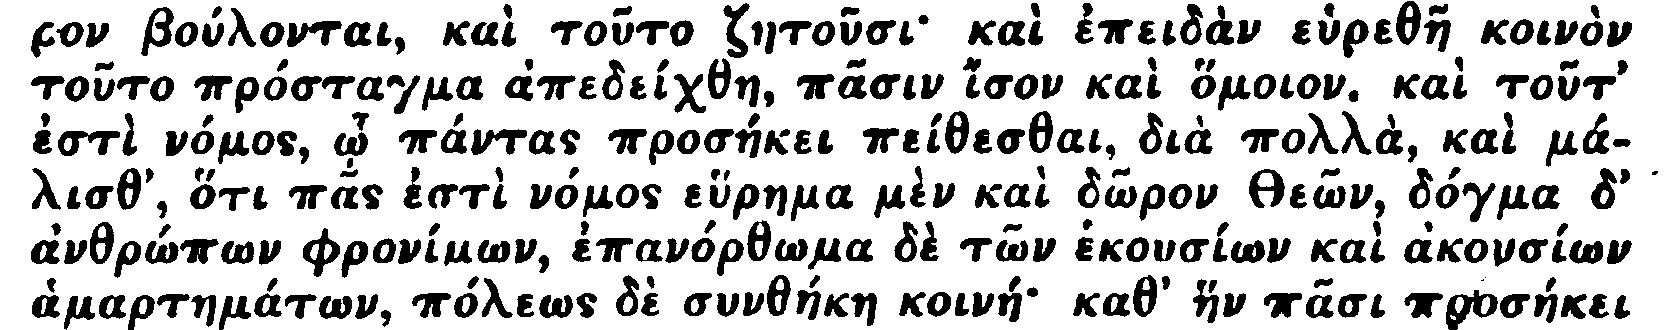 ρον βούλονται, καὶ τοῦτο ζητοῦσι· καὶ ἐπειδὰν εὑρεθῆ κοινὸν
τοῦτο πρόσταγμα ἀπεδείχθη, πᾶσιν ἴσον καὶ ὅμοιον. καὶ τοῦτ’
ἐστὶ νόμος, ᾧ πάντας προσήκει πείθεσθαι, διὰ πολλὰ, καὶ μά-
λισθ’, ὅτι πᾶς ἐστὶ νόμος εὕρημα μὲν καὶ δῶρον Θεῶν, δόγμα δ’
ἀνθρώπων φρονίμων, ἐπανόρθωμα δὲ τῶν ἑκουσίων καὶ ἀκουσίων
ἁμαρτημάτων, πόλεως δὲ συνθήκη κοινή· καθ’ ἣν πᾶσι προσήκει